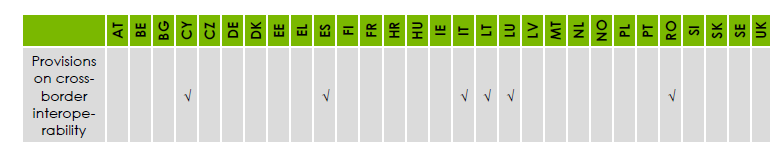 AT BE BG CY CZ DE DK EE EL ES FI FR HR HU IE IT LT LU LV MT NL NO PL PT RO SI SK SE UK
Provisions
on cross-
border
interope-
rability
√ √ √ √ √ √